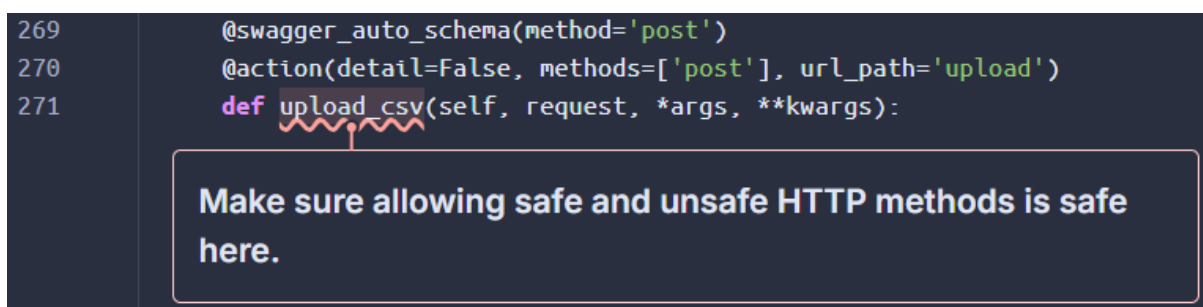 269 @swagger_auto_schema(method='post')
270 @action(detail=False, methods=['post'], url_path='upload')
271 def upload_csv(self, request, *args, **kwargs):
Make sure allowing safe and unsafe HTTP methods is safe
here.